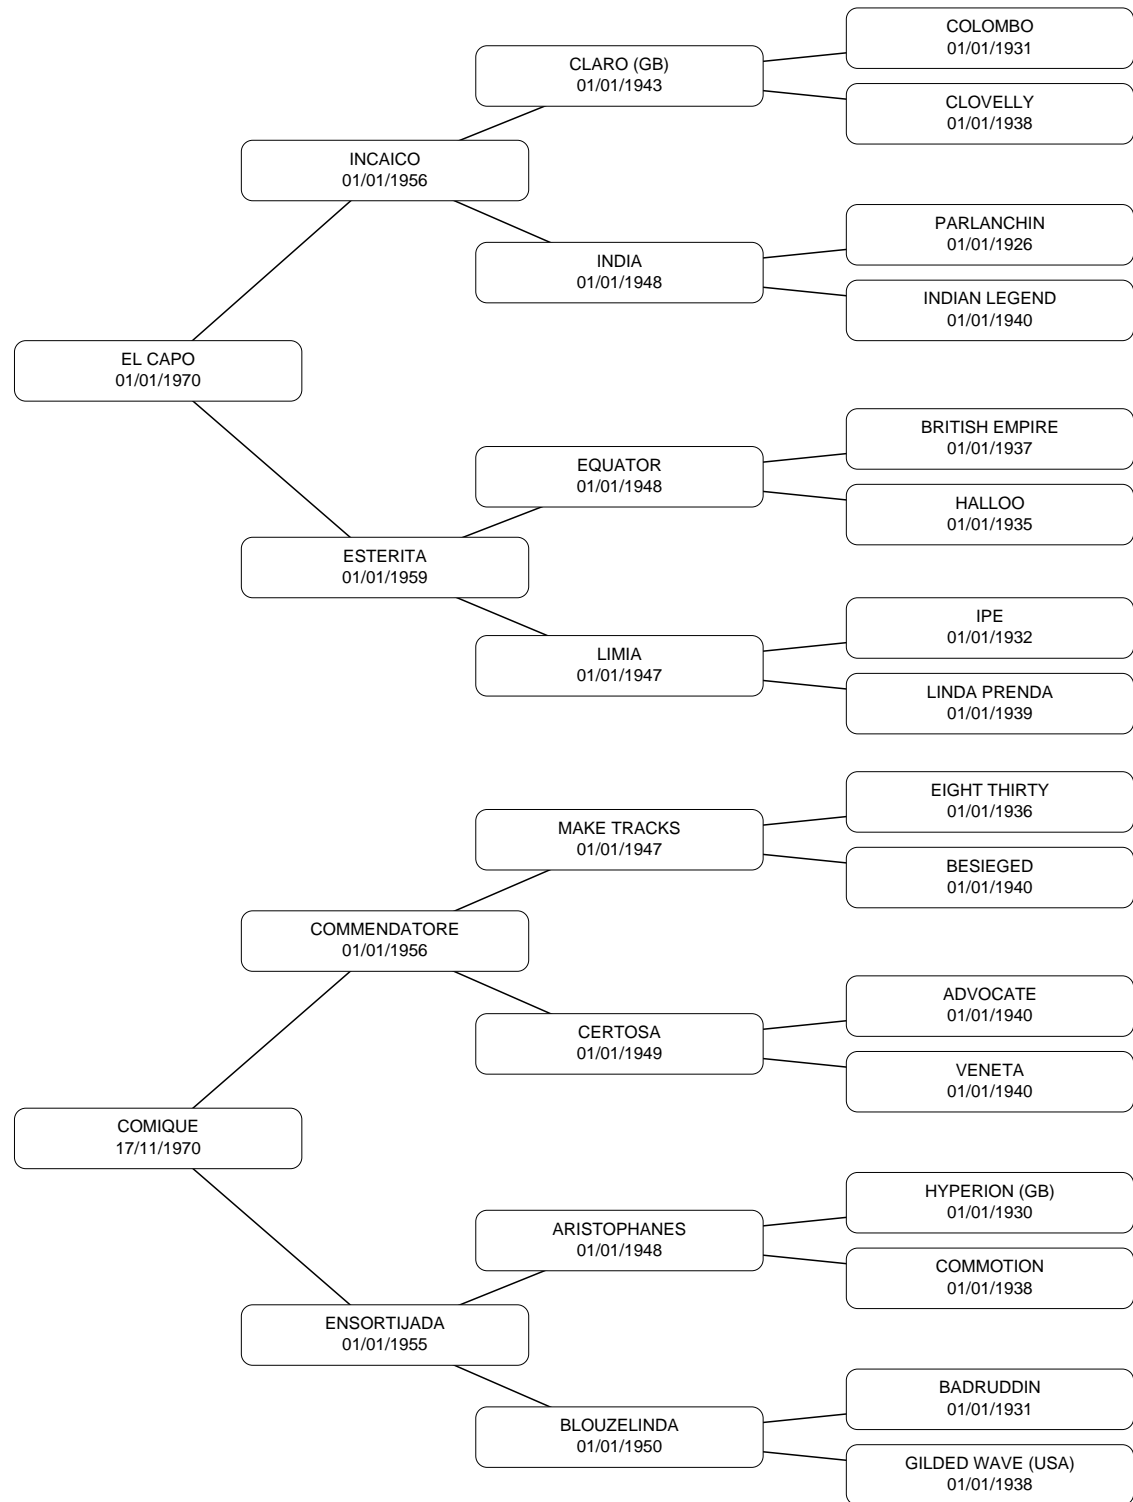 COLOMBO
01/01/1931
CLARO (GB)
01/01/1943
CLOVELLY
01/01/1938
INCAICO
01/01/1956
PARLANCHIN
01/01/1926
INDIA
01/01/1948
INDIAN LEGEND
01/01/1940
EL CAPO
01/01/1970
BRITISH EMPIRE
01/01/1937
EQUATOR
01/01/1948
HALLOO
01/01/1935
ESTERITA
01/01/1959
IPE
01/01/1932
LIMIA
01/01/1947
LINDA PRENDA
01/01/1939
EIGHT THIRTY
01/01/1936
MAKE TRACKS
01/01/1947
BESIEGED
01/01/1940
COMMENDATORE
01/01/1956
ADVOCATE
01/01/1940
CERTOSA
01/01/1949
VENETA
01/01/1940
COMIQUE
17/11/1970
HYPERION (GB)
01/01/1930
ARISTOPHANES
01/01/1948
COMMOTION
01/01/1938
ENSORTIJADA
01/01/1955
BADRUDDIN
01/01/1931
BLOUZELINDA
01/01/1950
GILDED WAVE (USA)
01/01/1938